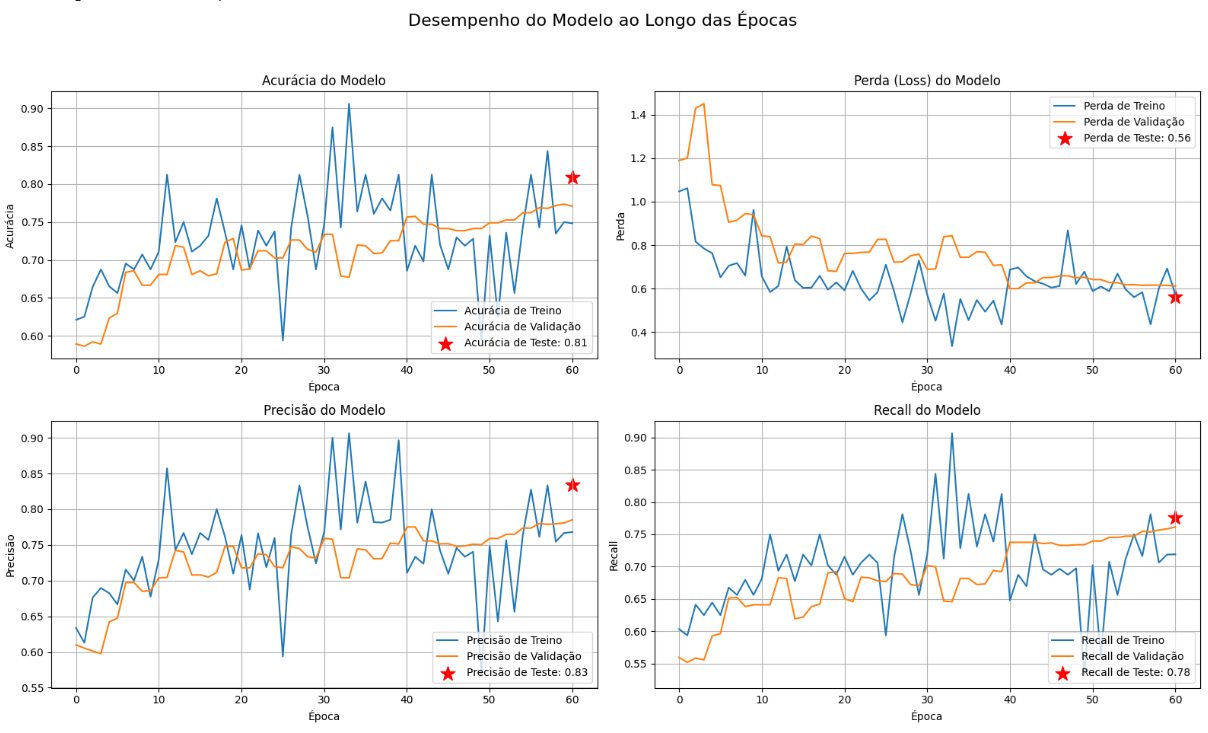 Desempenho do Modelo ao Longo das Épocas
Acurácia do Modelo
Acurácia
0.90
0.85
0.80
0.75
0.70
0.65
0.60
0
10
20
30
40
50
60
Época
Acurácia de Treino
Acurácia de Validação
Acurácia de Teste: 0.81
Perda (Loss) do Modelo
Perda
1.4
1.2
1.0
0.8
0.6
0.4
0
10
20
30
40
50
60
Época
Perda de Treino
Perda de Validação
Perda de Teste: 0.56
Precisão do Modelo
Precisão
0.90
0.85
0.80
0.75
0.70
0.65
0.60
0.55
0
10
20
30
40
50
60
Época
Precisão de Treino
Precisão de Validação
Precisão de Teste: 0.83
Recall do Modelo
Recall
0.90
0.85
0.80
0.75
0.70
0.65
0.60
0.55
0
10
20
30
40
50
60
Época
Recall de Treino
Recall de Validação
Recall de Teste: 0.78